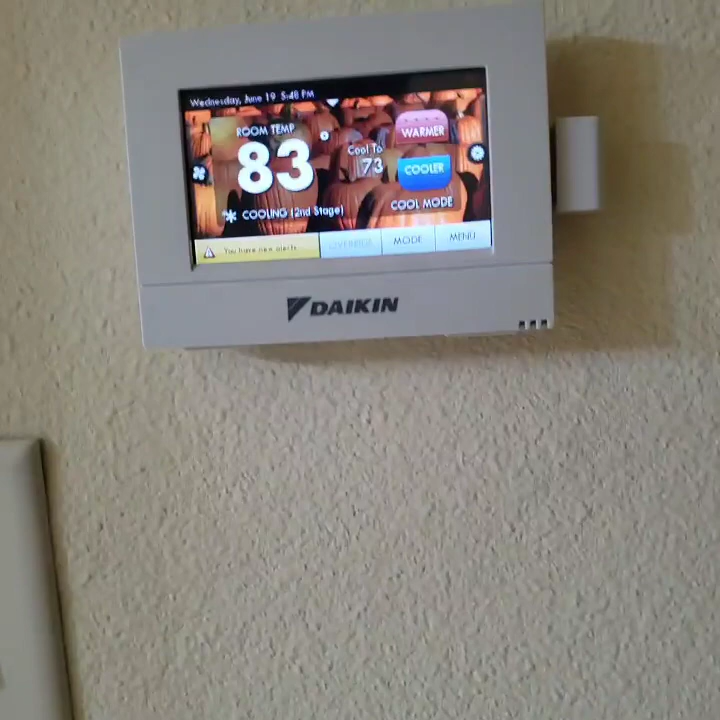 Wednesday, June 19 5:48 PM
ROOM TEMP
83
Cool To
73
WARMER
COOLER
COOLING (2nd Stage)
COOL MODE
You have new alerts
OVERRIDE
MODE
MENU
DAIKIN